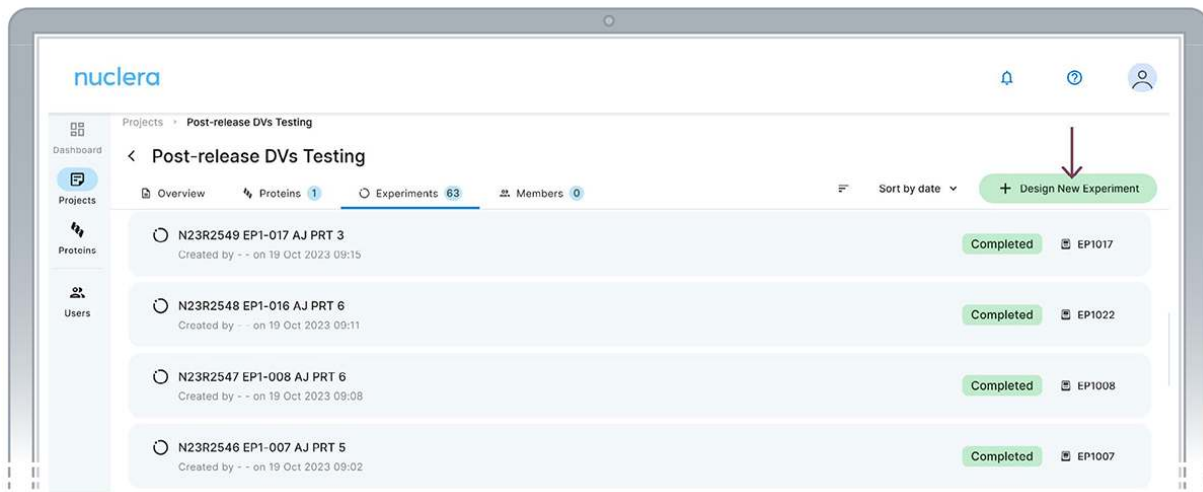 nuclera
Dashboard
Projects
Proteins
Users
Projects Post-release DVs Testing
Post-release DVs Testing
Overview Proteins 1 Experiments 63 Members 0 Sort by date + Design New Experiment
N23R2549 EP1-017 AJ PRT 3
Created by - - on 19 Oct 2023 09:15
Completed EP1017
N23R2548 EP1-016 AJ PRT 6
Created by - - on 19 Oct 2023 09:11
Completed EP1022
N23R2547 EP1-008 AJ PRT 6
Created by - - on 19 Oct 2023 09:08
Completed EP1008
N23R2546 EP1-007 AJ PRT 5
Created by - - on 19 Oct 2023 09:02
Completed EP1007